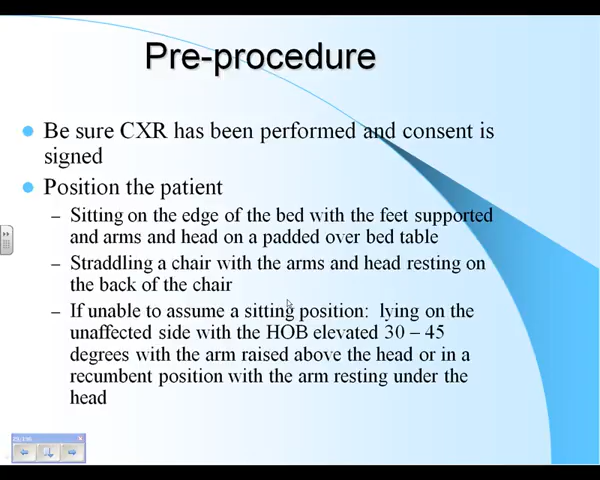 Pre-procedure
Be sure CXR has been performed and consent is
signed
Position the patient
– Sitting on the edge of the bed with the feet supported
and arms and head on a padded over bed table
– Straddling a chair with the arms and head resting on
the back of the chair
– If unable to assume a sitting position: lying on the
unaffected side with the HOB elevated 30 – 45
degrees with the arm raised above the head or in a
recumbent position with the arm resting under the
head